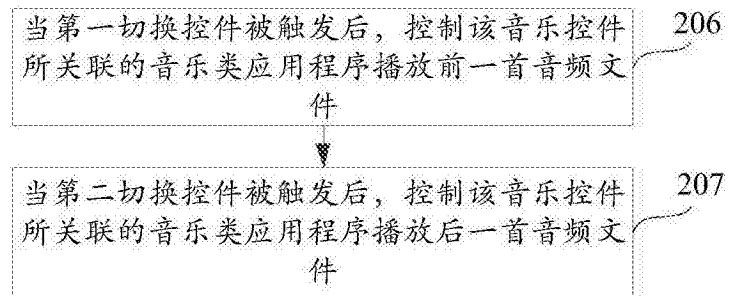 当第一切换控件被触发后，控制该音乐控件
所关联的音乐类应用程序播放前一首音频文
件
206
当第二切换控件被触发后，控制该音乐控件
所关联的音乐类应用程序播放后一首音频文
件
207